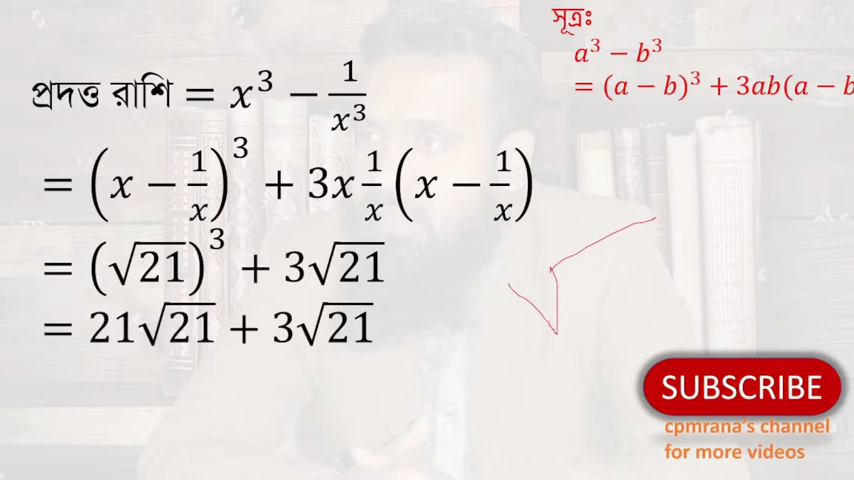 সূত্রঃ
a³ − b³
= (a − b)³ + 3ab(a − b
প্রদত্ত রাশি = x³ − 1/x³
= (x − 1/x)³ + 3x 1/x (x − 1/x)
= (√21)³ + 3√21
= 21√21 + 3√21
SUBSCRIBE
cpmrana's channel
for more videos